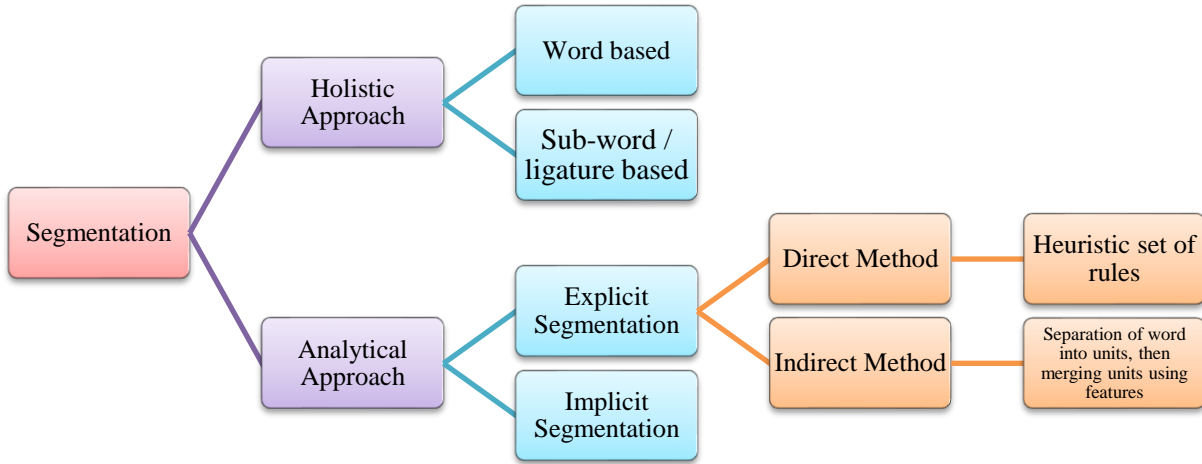 Segmentation
Holistic
Approach
Analytical
Approach
Word based
Sub-word /
ligature based
Explicit
Segmentation
Implicit
Segmentation
Direct Method
Indirect Method
Heuristic set of
rules
Separation of word
into units, then
merging units using
features